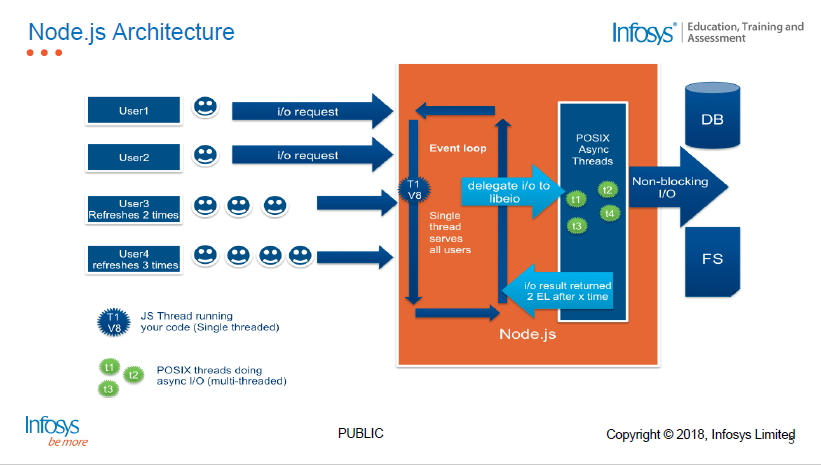 Node.js Architecture
Infosys® | Education, Training and
Assessment
User1
i/o request
User2
i/o request
User3
Refreshes 2 times
User4
refreshes 3 times
Event loop
T1
V8
Single
thread
serves
all users
delegate i/o to
libeio
i/o result returned
2 EL after x time
Node.js
POSIX
Async
Threads
t1
t2
t4
t3
Non-blocking
I/O
DB
FS
T1
V8
JS Thread running
your code (Single threaded)
t1
t2
t3
POSIX threads doing
async I/O (multi-threaded)
Infosys
be more
PUBLIC
Copyright © 2018, Infosys Limited